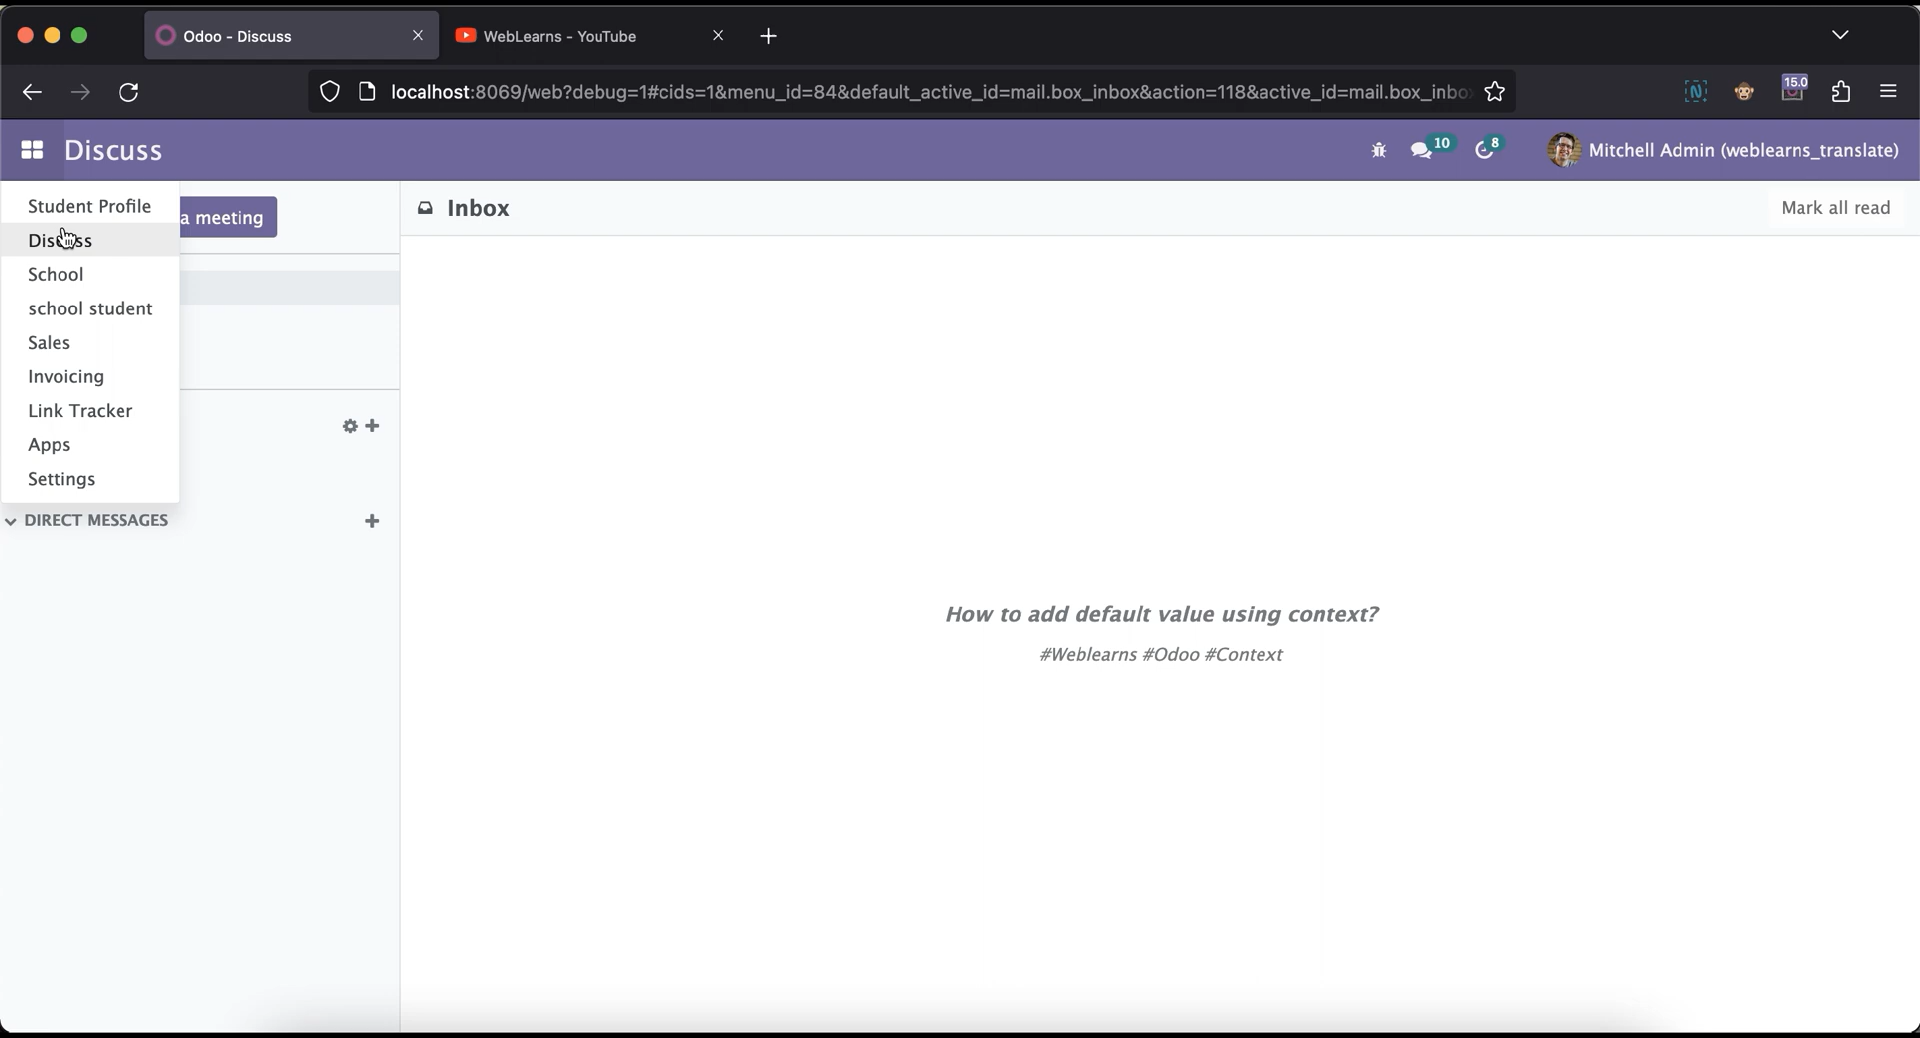 Odoo - Discuss
WebLearns - YouTube
localhost:8069/web?debug=1#cids=1&menu_id=84&default_active_id=mail.box_inbox&action=118&active_id=mail.box_inbo
15.0
Discuss
10
8
Mitchell Admin (weblearns_translate)
Student Profile
a meeting
Inbox
Mark all read
Discuss
School
school student
Sales
Invoicing
Link Tracker
Apps
Settings
DIRECT MESSAGES
How to add default value using context?
#Weblearns #Odoo #Context